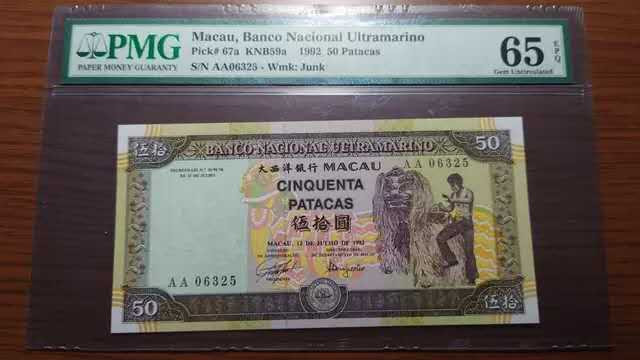 PMG
PAPER MONEY GUARANTY
Macau, Banco Nacional Ultramarino
Pick# 67a KNB59a 1992 50 Patacas
S/N AA06325 - Wmk: Junk
65 EPQ
Gem Uncirculated
伍拾
BANCO NACIONAL ULTRAMARINO
50
大西洋銀行 MACAU
AA 06325
CINQUENTA
PATACAS
伍拾圓
MACAU, 13 DE JULHO DE 1992
AA 06325
50
伍拾